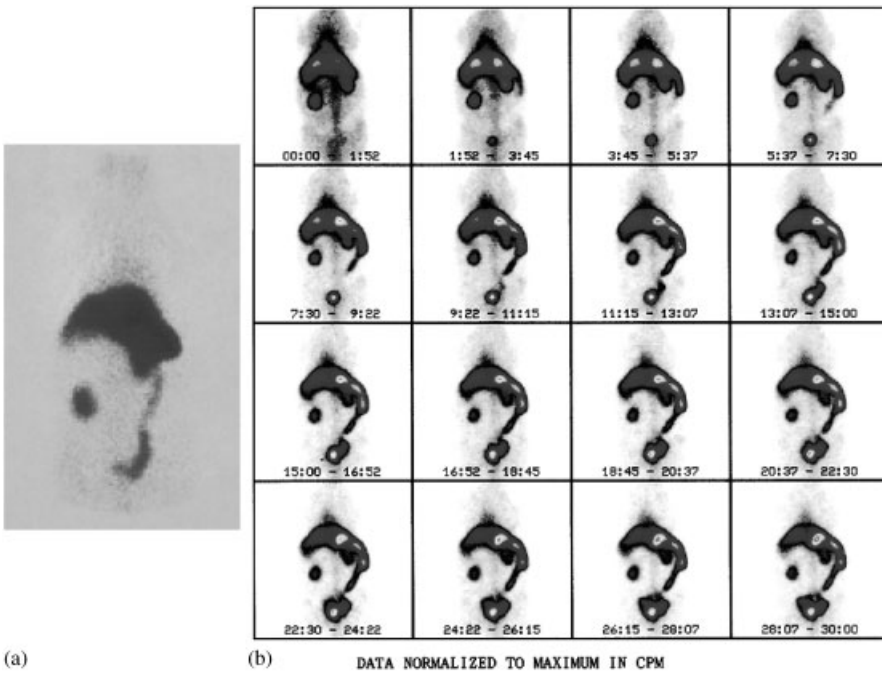 00:00 - 1:52
1:52 - 3:45
3:45 - 5:37
5:37 - 7:30
7:30 - 9:22
9:22 - 11:15
11:15 - 13:07
13:07 - 15:00
15:00 - 16:52
16:52 - 18:45
18:45 - 20:37
20:37 - 22:30
22:30 - 24:22
24:22 - 26:15
26:15 - 28:07
28:07 - 30:00
(a)
(b)
DATA NORMALIZED TO MAXIMUM IN CPM